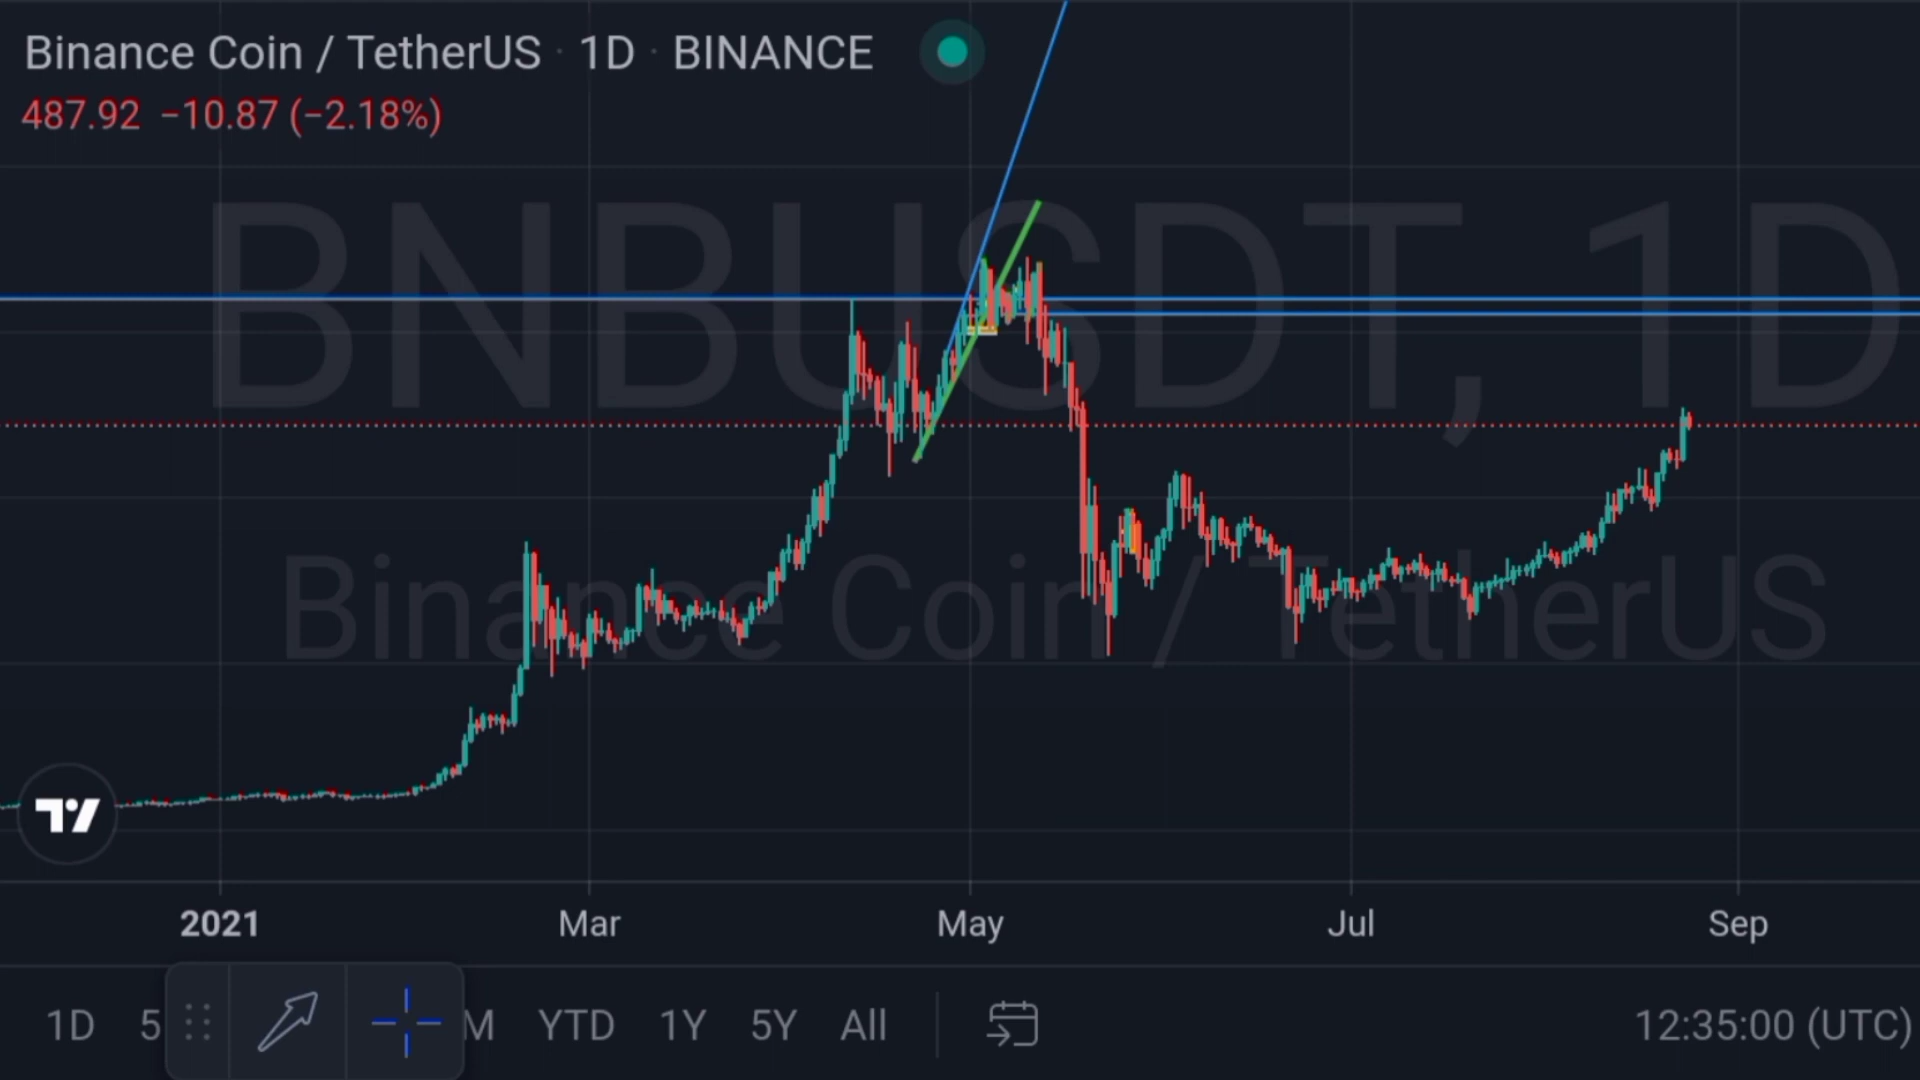 Binance Coin / TetherUS · 1D · BINANCE
487.92 −10.87 (−2.18%)
BNBUSDT, 1D
Binance Coin / TetherUS
2021 Mar May Jul Sep
1D 5 M YTD 1Y 5Y All 12:35:00 (UTC)